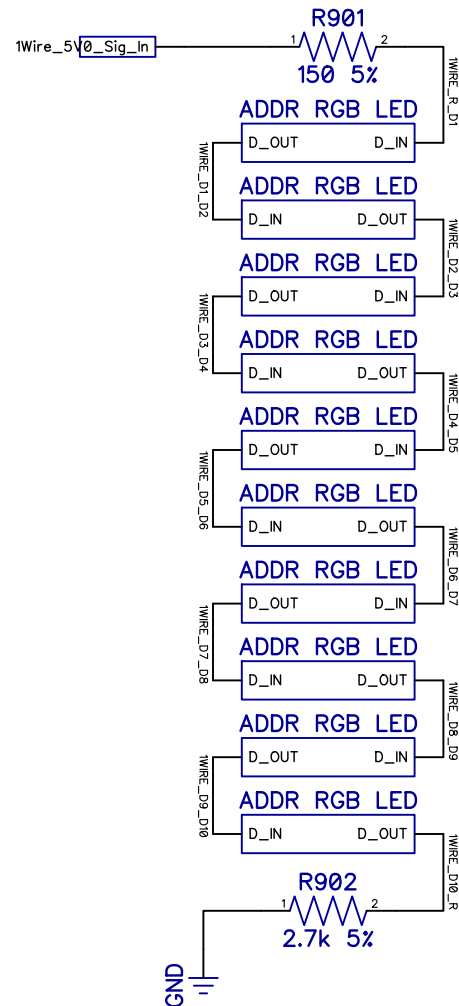 R901
1Wire_5V0_Sig_In
1 2
150 5%
1WIRE_R_D1
ADDR RGB LED
D_OUT D_IN
1WIRE_D1_D2
ADDR RGB LED
D_IN D_OUT
1WIRE_D2_D3
ADDR RGB LED
D_OUT D_IN
1WIRE_D3_D4
ADDR RGB LED
D_IN D_OUT
1WIRE_D4_D5
ADDR RGB LED
D_OUT D_IN
1WIRE_D5_D6
ADDR RGB LED
D_IN D_OUT
1WIRE_D6_D7
ADDR RGB LED
D_OUT D_IN
1WIRE_D7_D8
ADDR RGB LED
D_IN D_OUT
1WIRE_D8_D9
ADDR RGB LED
D_OUT D_IN
1WIRE_D9_D10
ADDR RGB LED
D_IN D_OUT
1WIRE_D10_R
R902
1 2
2.7k 5%
GND